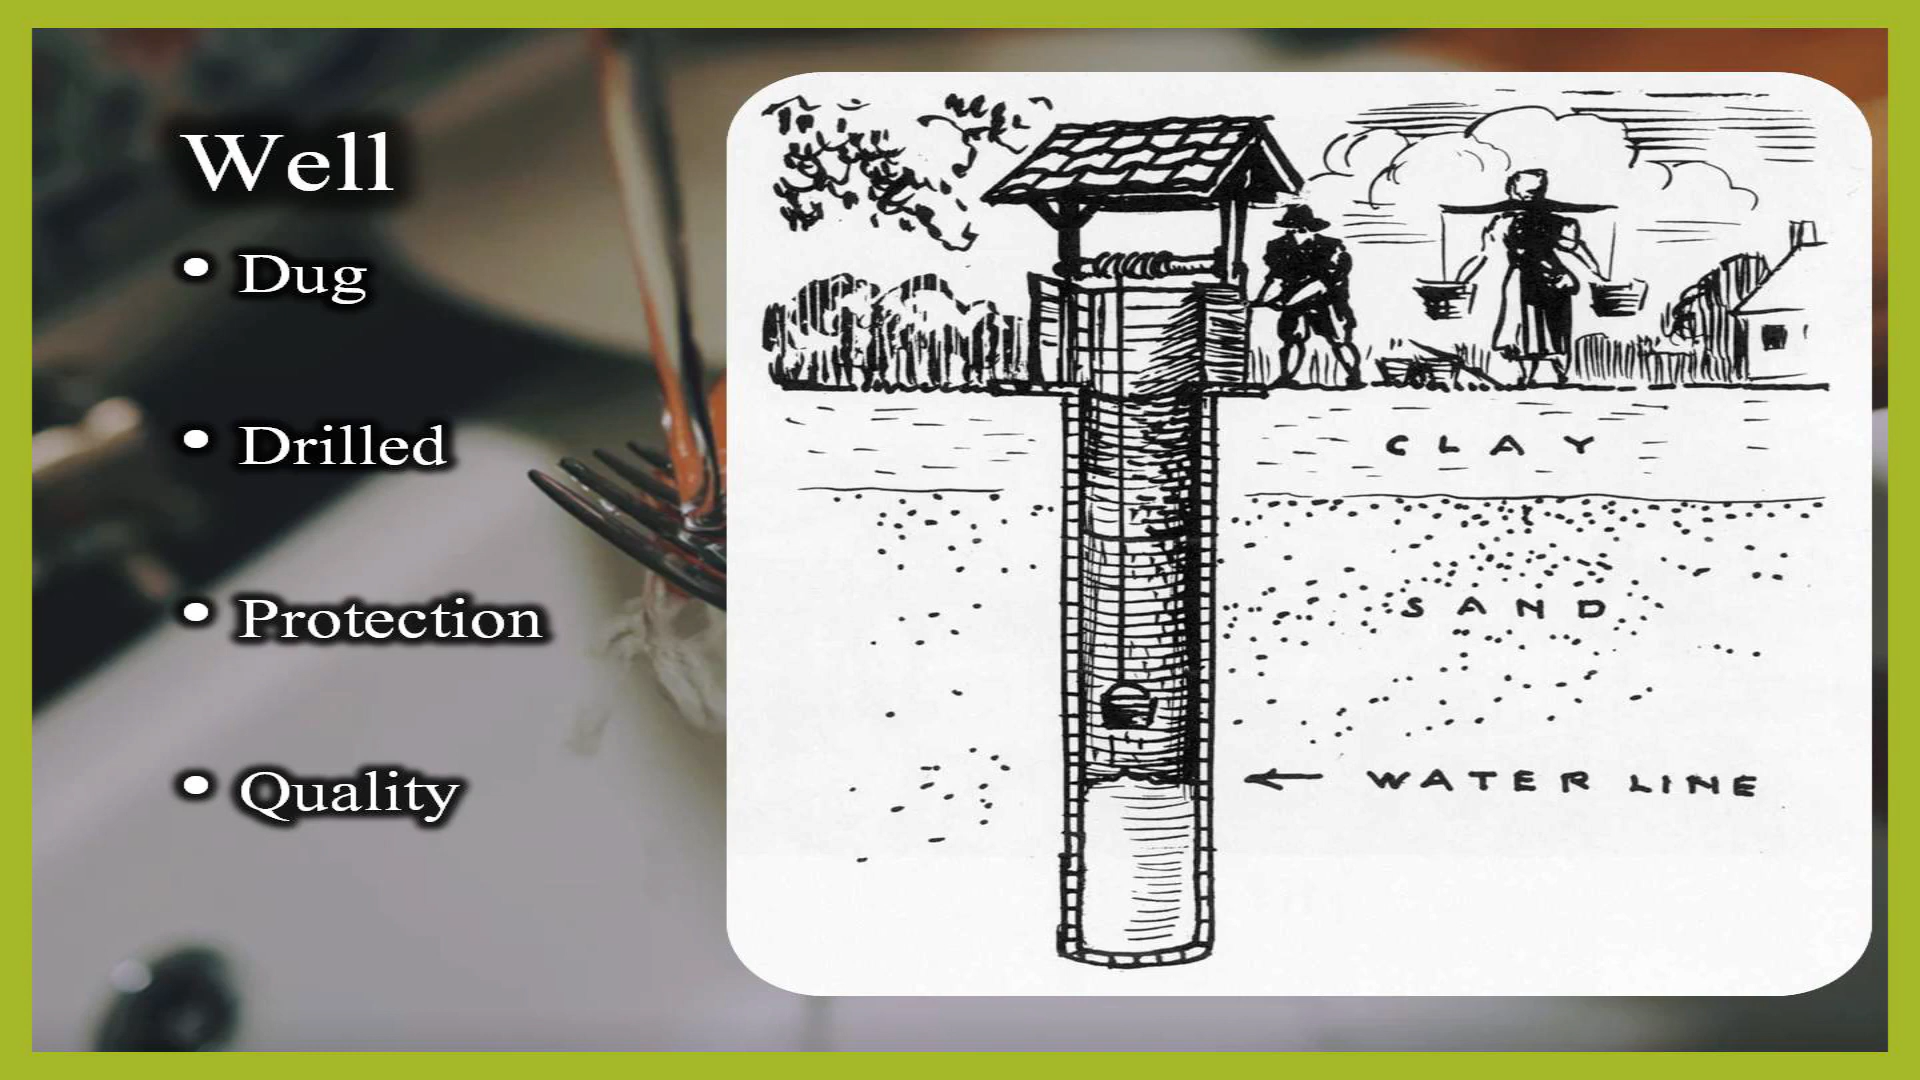 Well
• Dug
• Drilled
• Protection
• Quality
CLAY
SAND
← WATER LINE